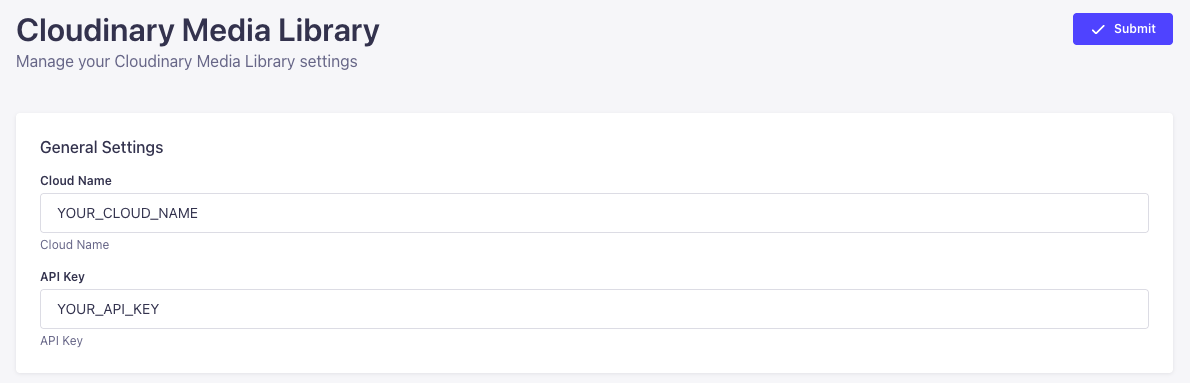 Cloudinary Media Library
Submit
Manage your Cloudinary Media Library settings
General Settings
Cloud Name
YOUR_CLOUD_NAME
Cloud Name
API Key
YOUR_API_KEY
API Key